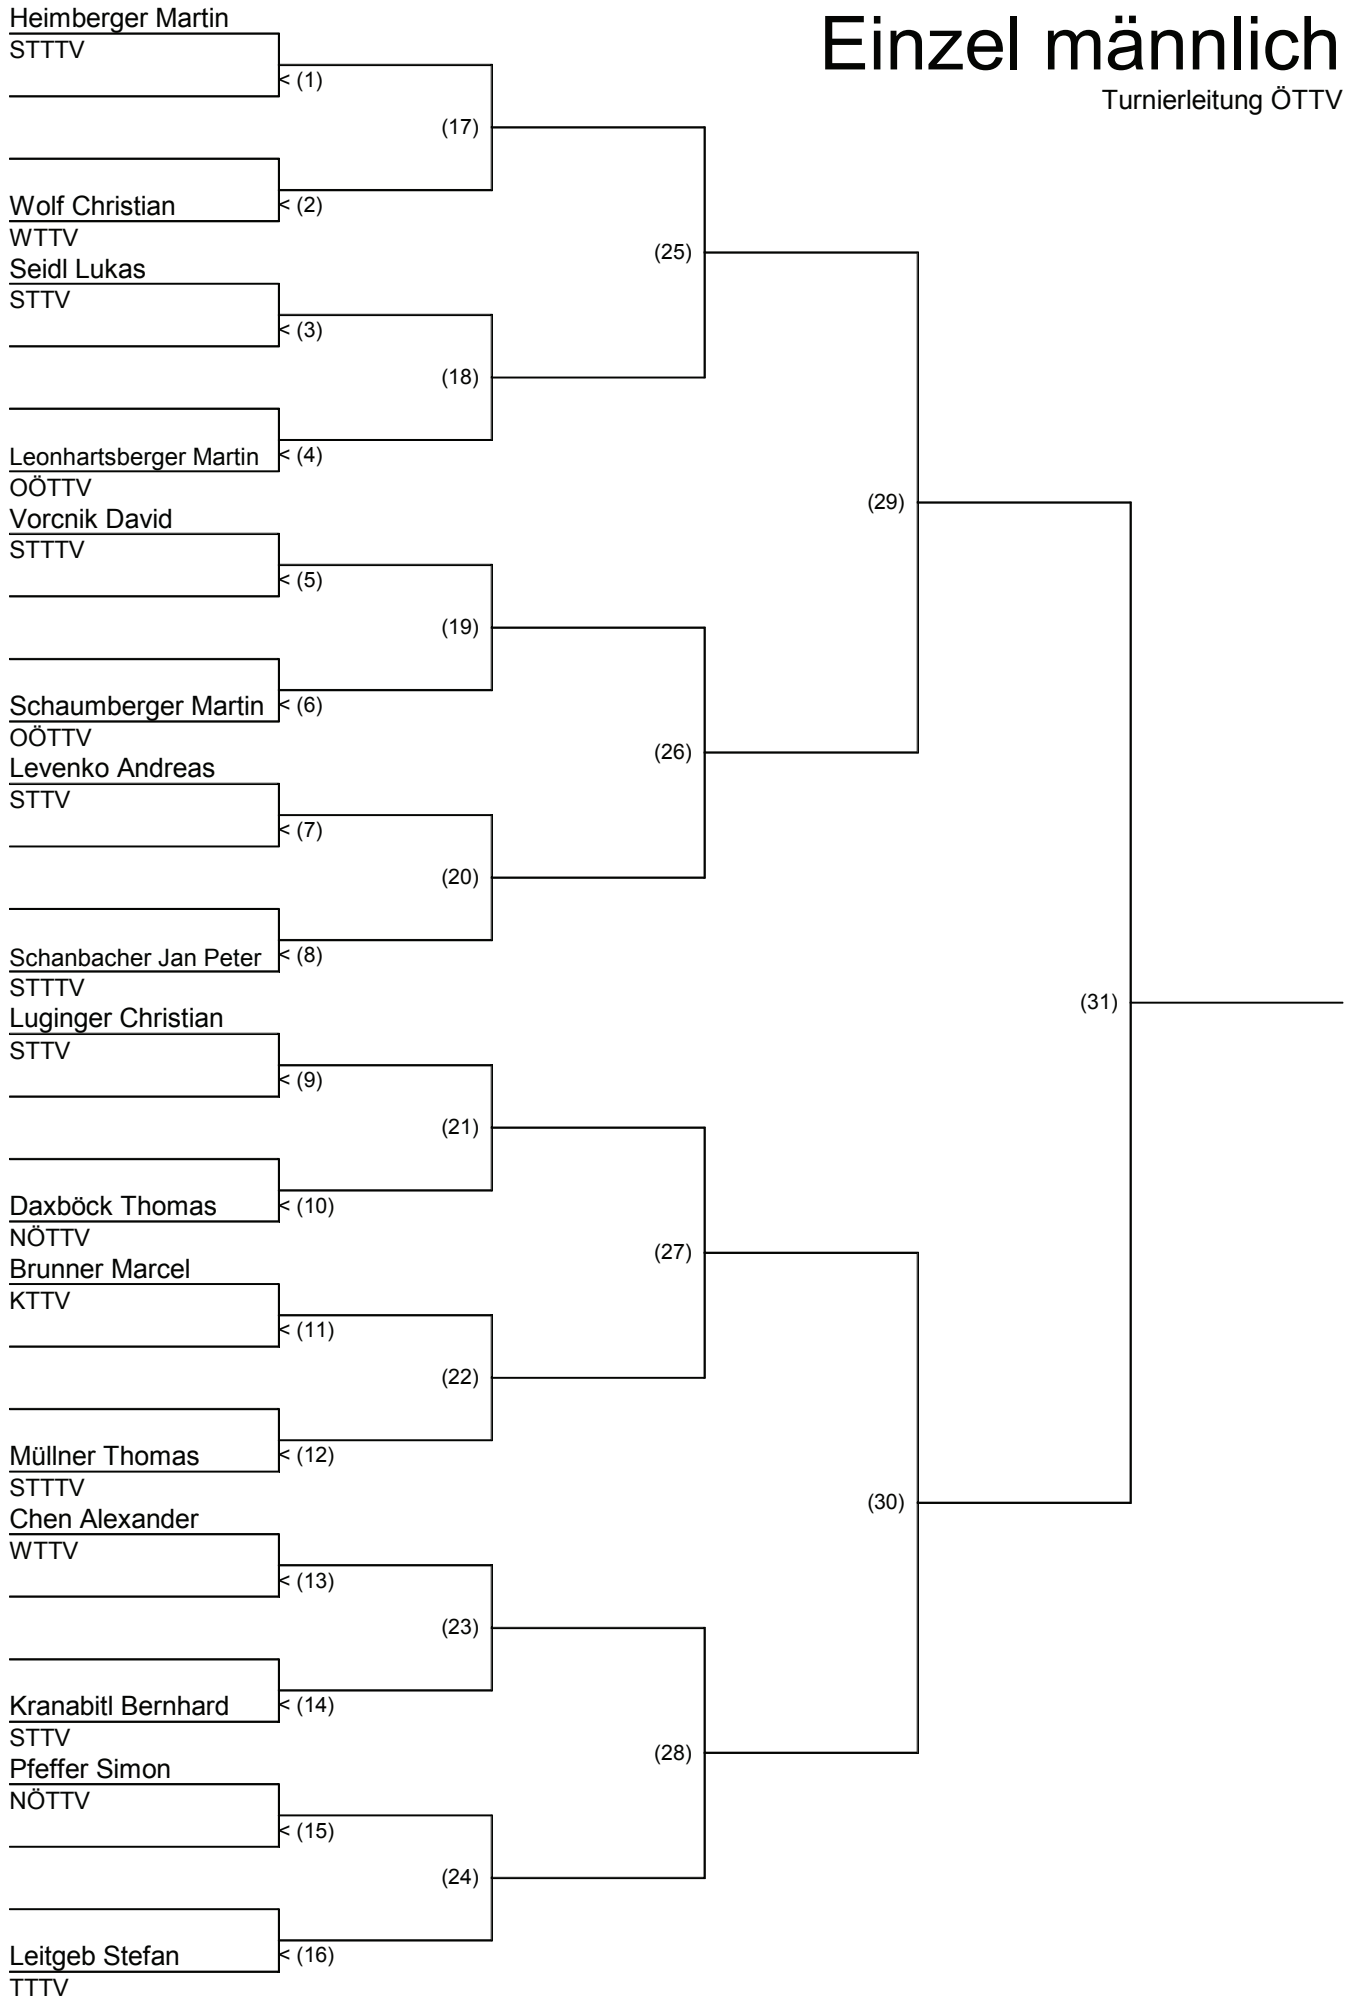 Heimberger Martin
Einzel männlich
STTTV
< (1)
Turnierleitung ÖTTV
(17)
Wolf Christian
< (2)
WTTV
(25)
Seidl Lukas
STTV
< (3)
(18)
Leonhartsberger Martin
< (4)
OÖTTV
(29)
Vorcnik David
STTTV
< (5)
(19)
Schaumberger Martin
< (6)
OÖTTV
(26)
Levenko Andreas
STTV
< (7)
(20)
Schanbacher Jan Peter
< (8)
STTTV
(31)
Luginger Christian
STTV
< (9)
(21)
Daxböck Thomas
< (10)
NÖTTV
(27)
Brunner Marcel
KTTV
< (11)
(22)
Müllner Thomas
< (12)
STTTV
(30)
Chen Alexander
WTTV
< (13)
(23)
Kranabitl Bernhard
< (14)
STTV
(28)
Pfeffer Simon
NÖTTV
< (15)
(24)
Leitgeb Stefan
< (16)
TTTV